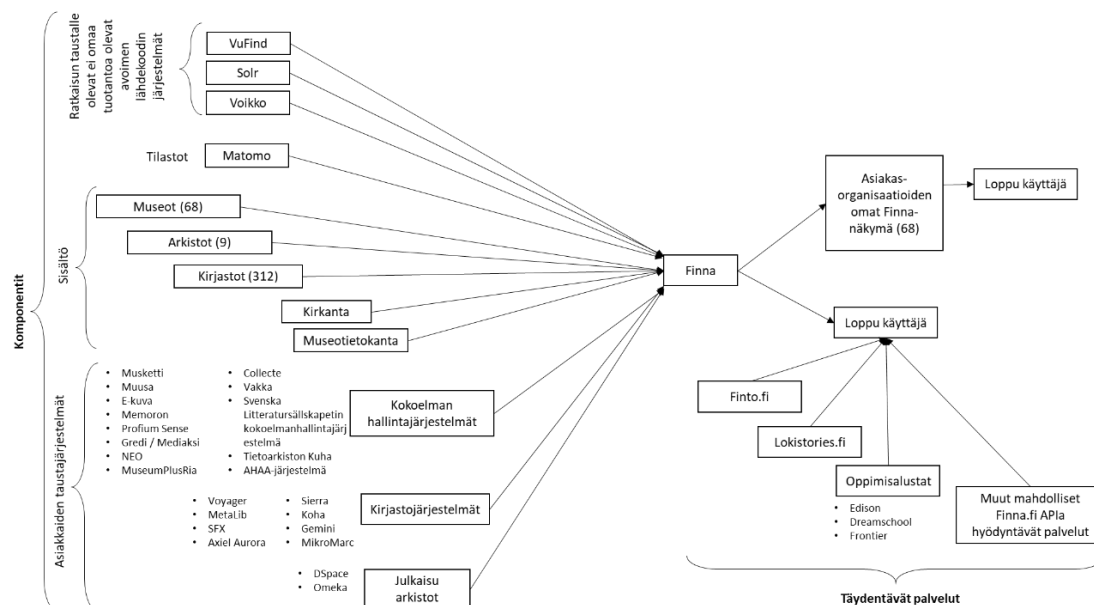 Komponentit
Ratkaisun taustalle
olevat ei omaa
tuotantoa olevat
avoimen
lähdekoodin
järjestelmät
VuFind
Solr
Voikko
Tilastot
Matomo
Sisältö
Museot (68)
Arkistot (9)
Kirjastot (312)
Kirkanta
Museotietokanta
Asiakkaiden taustajärjestelmät
• Musketti
• Muusa
• E-kuva
• Memoron
• Profium Sense
• Gredi / Mediaksi
• NEO
• MuseumPlusRia
• Collecte
• Vakka
• Svenska
Litteratursällskapetin
kokoelmanhallintajärj
estelmä
• Tietoarkiston Kuha
• AHAA-järjestelmä
Kokoelman
hallintajärjestelmät
• Voyager
• MetaLib
• SFX
• Axiel Aurora
• Sierra
• Koha
• Gemini
• MikroMarc
Kirjastojärjestelmät
• DSpace
• Omeka
Julkaisu
arkistot
Finna
Asiakas-
organisaatioiden
omat Finna-
näkymä (68)
Loppu käyttäjä
Loppu käyttäjä
Finto.fi
Lokistories.fi
Oppimisalustat
• Edison
• Dreamschool
• Frontier
Muut mahdolliset
Finna.fi APIa
hyödyntävät palvelut
Täydentävät palvelut